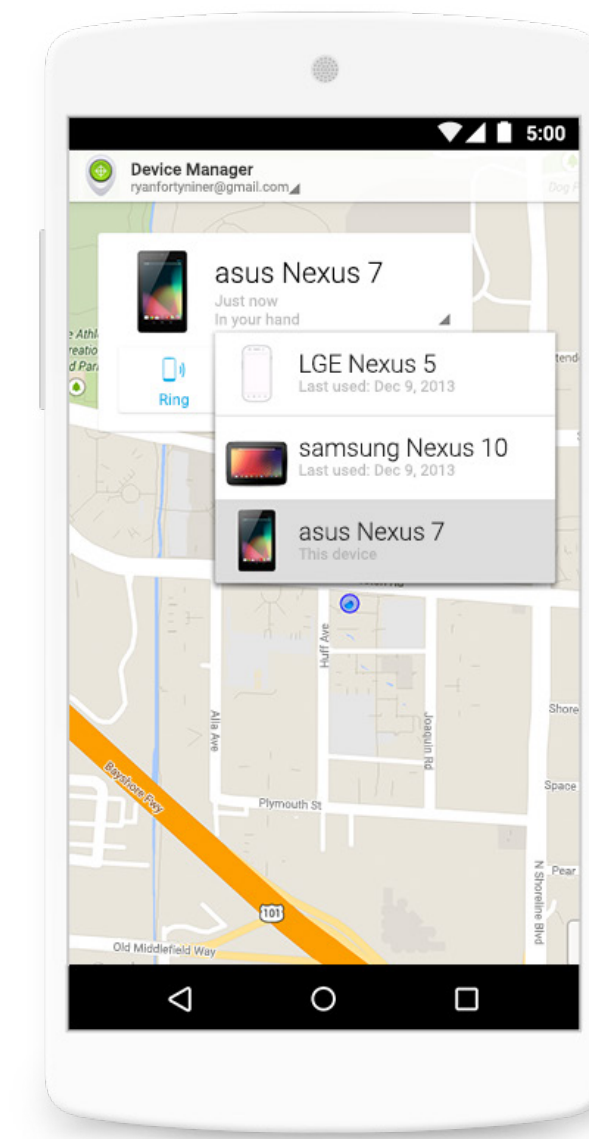 5:00
Device Manager
ryanfortyniner@gmail.com
Dog
asus Nexus 7
Just now
In your hand
Ring
LGE Nexus 5
Last used: Dec 9, 2013
samsung Nexus 10
Last used: Dec 9, 2013
asus Nexus 7
This device
Huff Ave
Alla Ave
Joaquin Rd
Shore
Bayshore Fwy
Space
Plymouth St
N Shoreline Blvd
Pear
101
Old Middlefield Way